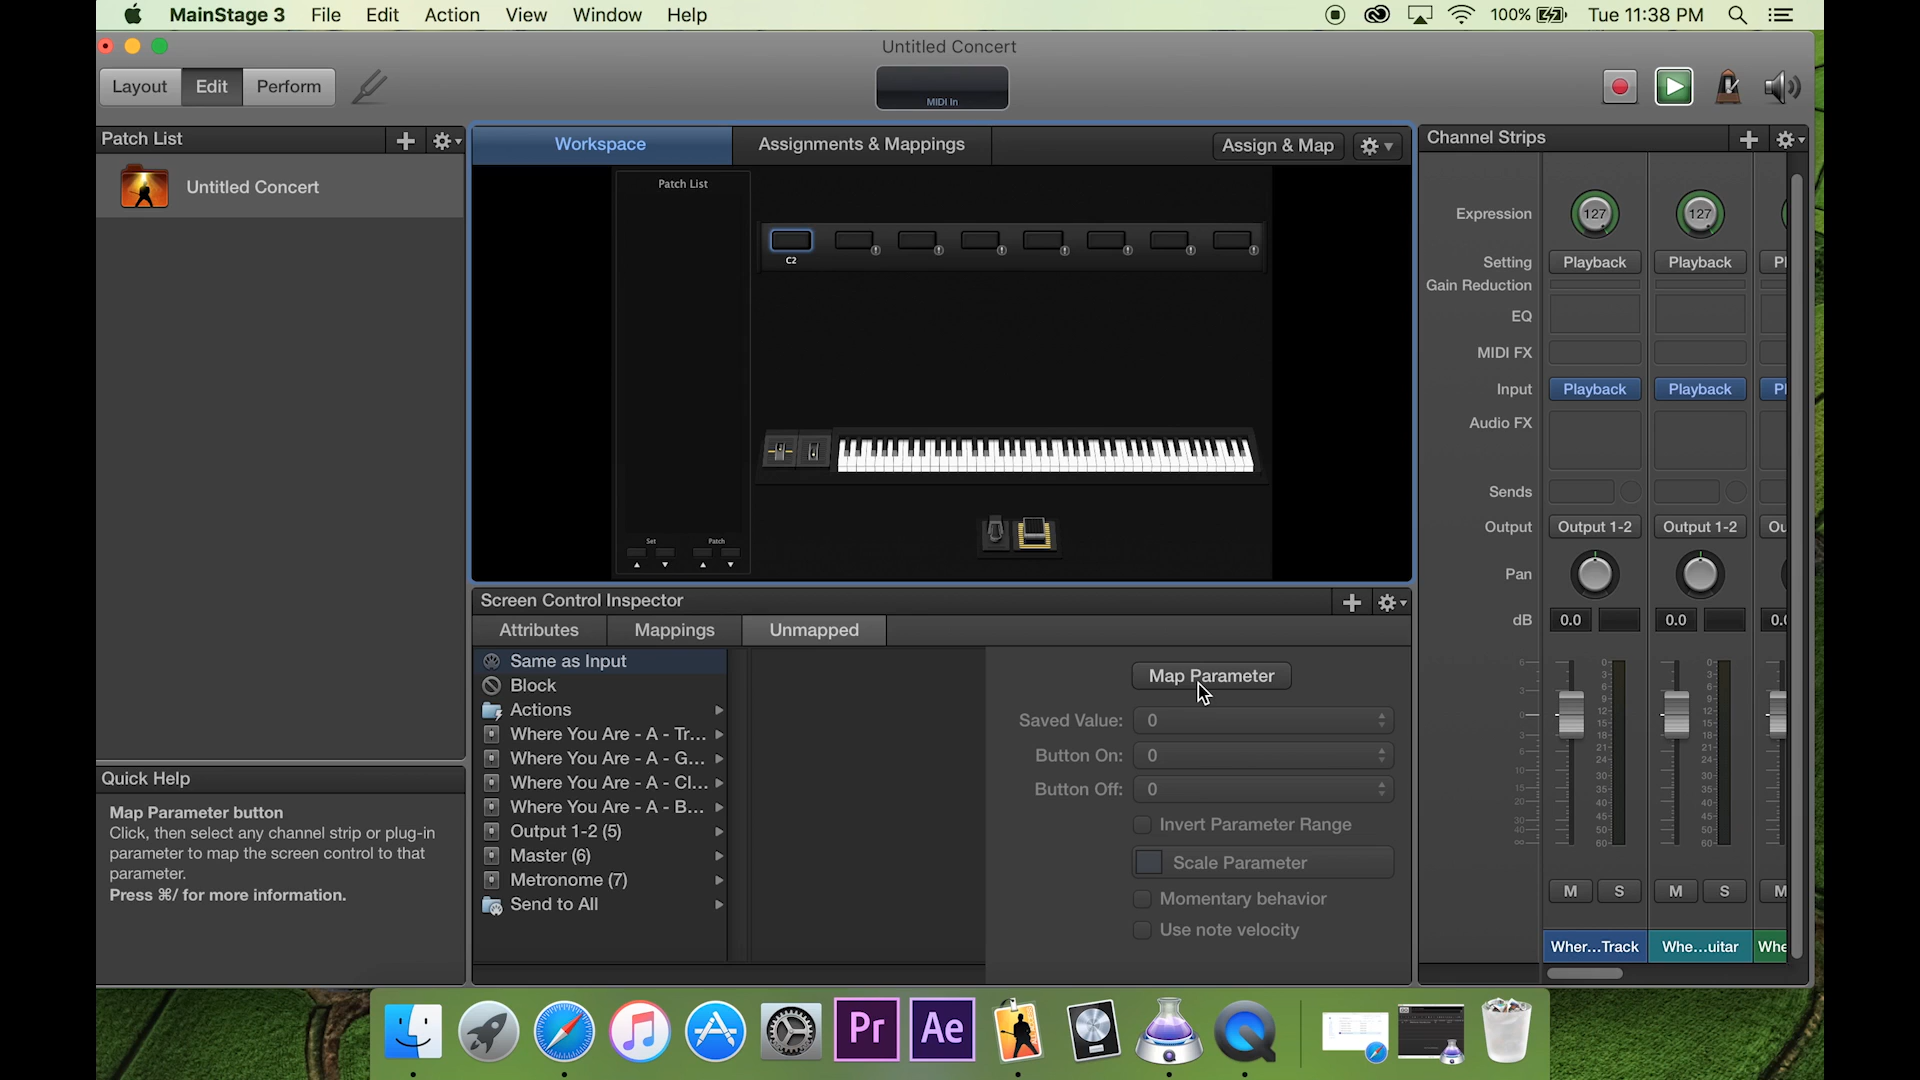 MainStage 3 File Edit Action View Window Help
100% Tue 11:38 PM
Untitled Concert
Layout Edit Perform
MIDI In
Patch List
Untitled Concert
Workspace
Assignments & Mappings
Assign & Map
Patch List
C2
Set Patch
Channel Strips
Expression 127 127
Setting Playback Playback Pl
Gain Reduction
EQ
MIDI FX
Input Playback Playback Pl
Audio FX
Sends
Output Output 1-2 Output 1-2 Ou
Pan
dB 0.0 0.0 0.0
M S M S M
Wher...Track Whe...uitar Whe
Screen Control Inspector
Attributes Mappings Unmapped
Same as Input
Block
Actions
Where You Are - A - Tr...
Where You Are - A - G...
Where You Are - A - Cl...
Where You Are - A - B...
Output 1-2 (5)
Master (6)
Metronome (7)
Send to All
Map Parameter
Saved Value: 0
Button On: 0
Button Off: 0
Invert Parameter Range
Scale Parameter
Momentary behavior
Use note velocity
Quick Help
Map Parameter button
Click, then select any channel strip or plug-in
parameter to map the screen control to that
parameter.
Press ⌘/ for more information.
Pr Ae